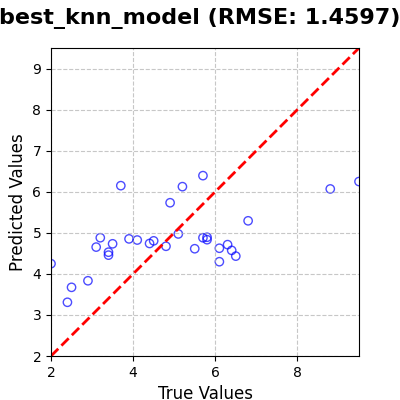 best_knn_model (RMSE: 1.4597)
9
8
7
6
5
4
3
2
2 4 6 8
Predicted Values
True Values